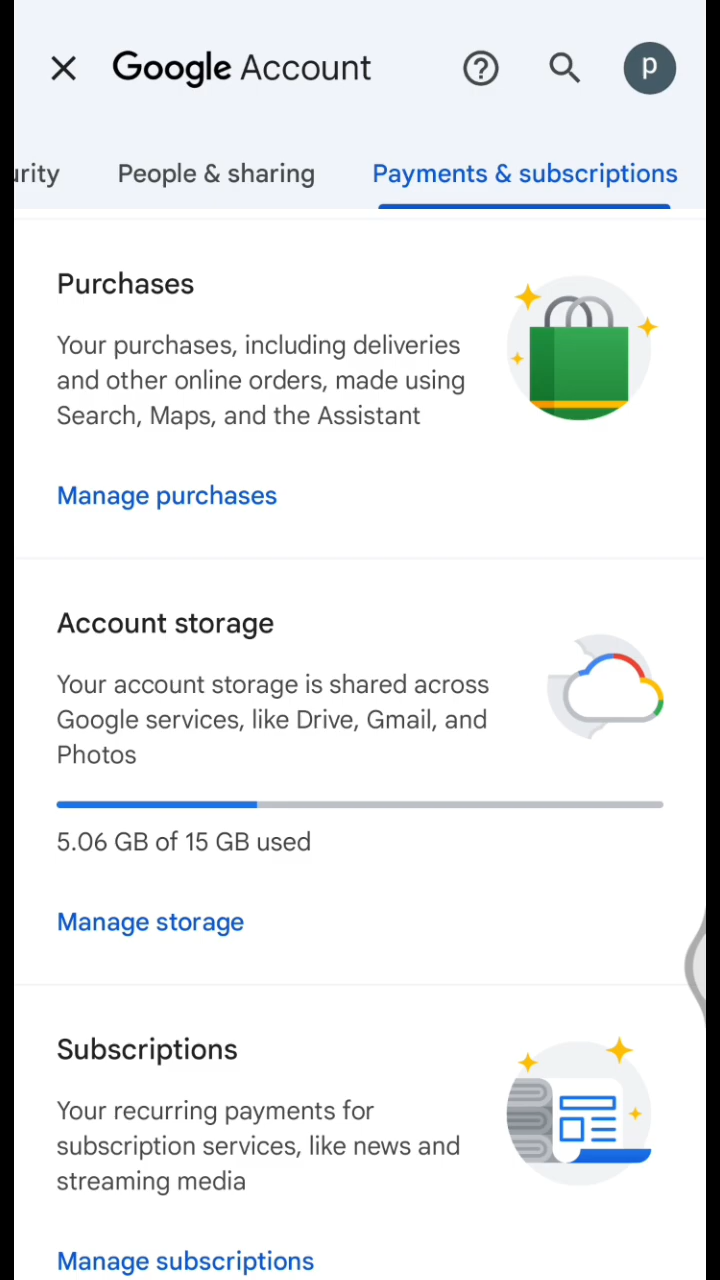 Google Account
p
urity
People & sharing
Payments & subscriptions
Purchases
Your purchases, including deliveries
and other online orders, made using
Search, Maps, and the Assistant
Manage purchases
Account storage
Your account storage is shared across
Google services, like Drive, Gmail, and
Photos
5.06 GB of 15 GB used
Manage storage
Subscriptions
Your recurring payments for
subscription services, like news and
streaming media
Manage subscriptions